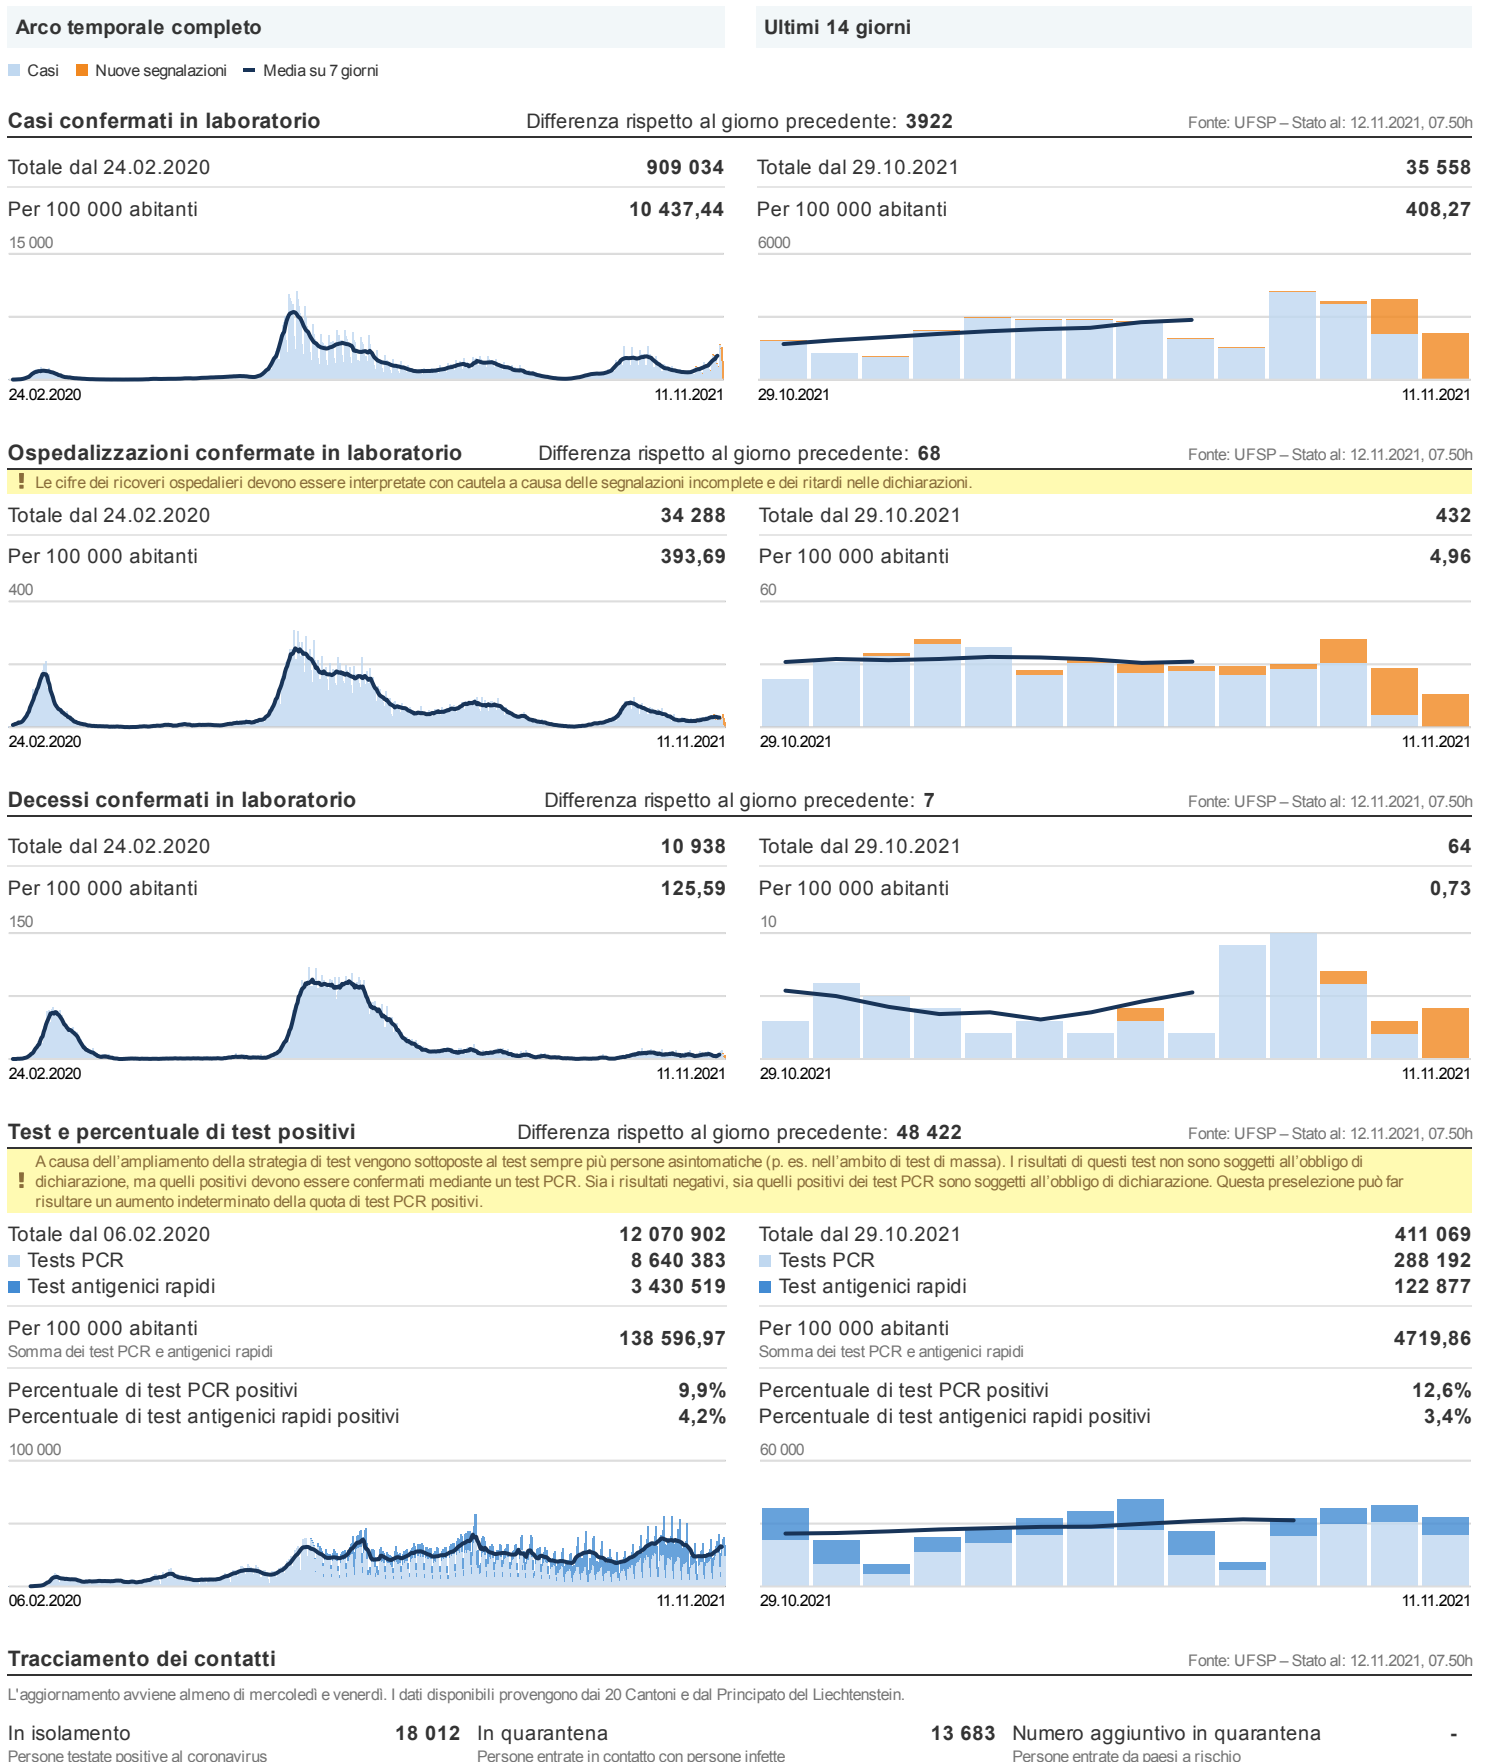 Arco temporale completo
Ultimi 14 giorni
Casi Nuove segnalazioni Media su 7 giorni
Casi confermati in laboratorio Differenza rispetto al giorno precedente: 3922 Fonte: UFSP – Stato al: 12.11.2021, 07.50h
Totale dal 24.02.2020 909 034
Per 100 000 abitanti 10 437,44
15 000
24.02.2020 11.11.2021
Totale dal 29.10.2021 35 558
Per 100 000 abitanti 408,27
6000
29.10.2021 11.11.2021
Ospedalizzazioni confermate in laboratorio Differenza rispetto al giorno precedente: 68 Fonte: UFSP – Stato al: 12.11.2021, 07.50h
! Le cifre dei ricoveri ospedalieri devono essere interpretate con cautela a causa delle segnalazioni incomplete e dei ritardi nelle dichiarazioni.
Totale dal 24.02.2020 34 288
Per 100 000 abitanti 393,69
400
24.02.2020 11.11.2021
Totale dal 29.10.2021 432
Per 100 000 abitanti 4,96
60
29.10.2021 11.11.2021
Decessi confermati in laboratorio Differenza rispetto al giorno precedente: 7 Fonte: UFSP – Stato al: 12.11.2021, 07.50h
Totale dal 24.02.2020 10 938
Per 100 000 abitanti 125,59
150
24.02.2020 11.11.2021
Totale dal 29.10.2021 64
Per 100 000 abitanti 0,73
10
29.10.2021 11.11.2021
Test e percentuale di test positivi Differenza rispetto al giorno precedente: 48 422 Fonte: UFSP – Stato al: 12.11.2021, 07.50h
A causa dell'ampliamento della strategia di test vengono sottoposte al test sempre più persone asintomatiche (p. es. nell'ambito di test di massa). I risultati di questi test non sono soggetti all'obbligo di
! dichiarazione, ma quelli positivi devono essere confermati mediante un test PCR. Sia i risultati negativi, sia quelli positivi dei test PCR sono soggetti all'obbligo di dichiarazione. Questa preselezione può far
risultare un aumento indeterminato della quota di test PCR positivi.
Totale dal 06.02.2020 12 070 902
Tests PCR 8 640 383
Test antigenici rapidi 3 430 519
Per 100 000 abitanti 138 596,97
Somma dei test PCR e antigenici rapidi
Percentuale di test PCR positivi 9,9%
Percentuale di test antigenici rapidi positivi 4,2%
100 000
06.02.2020 11.11.2021
Totale dal 29.10.2021 411 069
Tests PCR 288 192
Test antigenici rapidi 122 877
Per 100 000 abitanti 4719,86
Somma dei test PCR e antigenici rapidi
Percentuale di test PCR positivi 12,6%
Percentuale di test antigenici rapidi positivi 3,4%
60 000
29.10.2021 11.11.2021
Tracciamento dei contatti Fonte: UFSP – Stato al: 12.11.2021, 07.50h
L'aggiornamento avviene almeno di mercoledì e venerdì. I dati disponibili provengono dai 20 Cantoni e dal Principato del Liechtenstein.
In isolamento 18 012
Persone testate positive al coronavirus
In quarantena 13 683
Persone entrate in contatto con persone infette
Numero aggiuntivo in quarantena -
Persone entrate da paesi a rischio